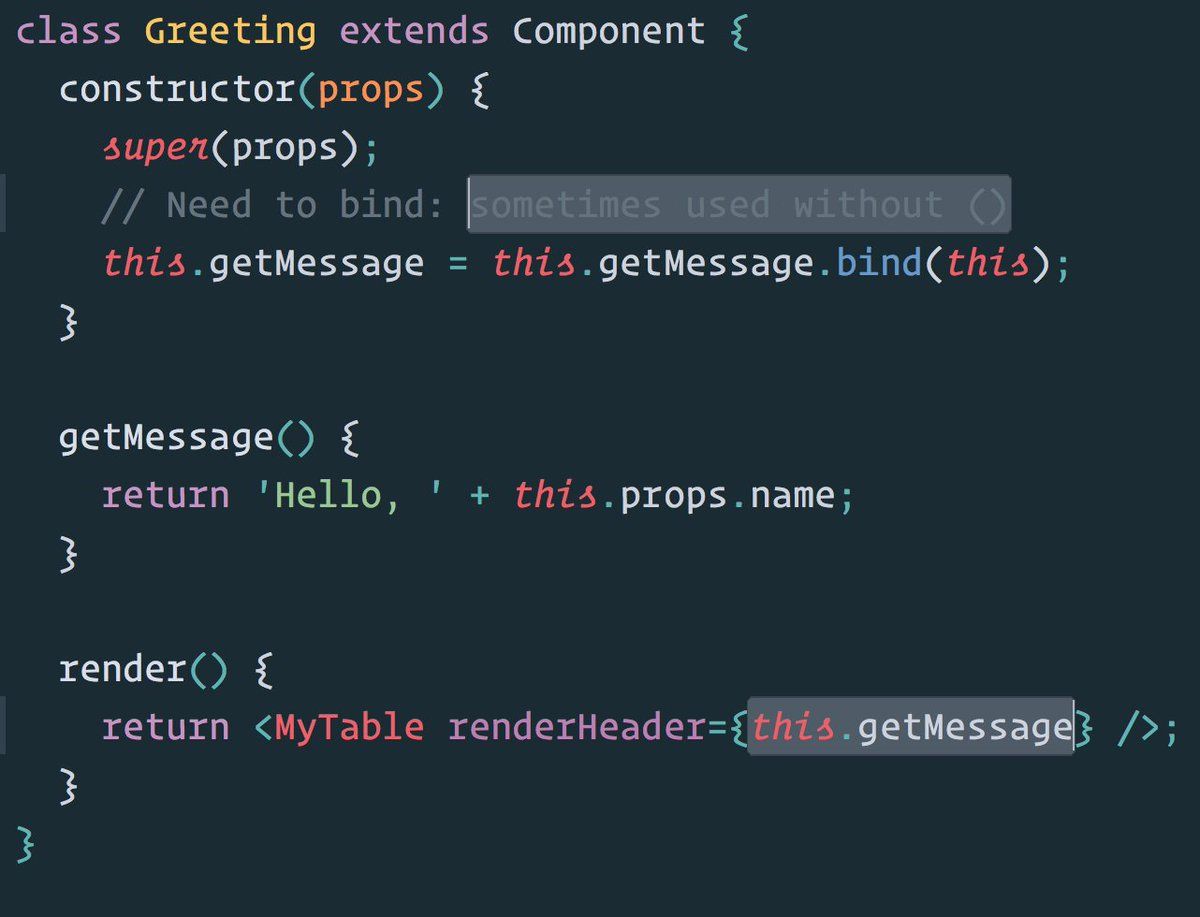 class Greeting extends Component {
  constructor(props) {
    super(props);
    // Need to bind: sometimes used without ()
    this.getMessage = this.getMessage.bind(this);
  }

  getMessage() {
    return 'Hello, ' + this.props.name;
  }

  render() {
    return <MyTable renderHeader={this.getMessage} />;
  }
}